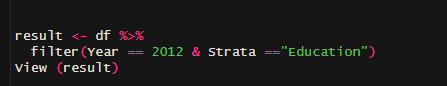 result <- df %>%
  filter(Year == 2012 & Strata =="Education")
View (result)